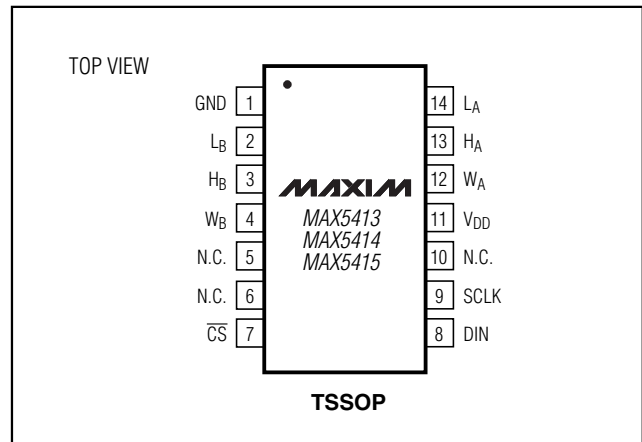 TOP VIEW
GND 1
L_B 2
H_B 3
W_B 4
N.C. 5
N.C. 6
C̅S̅ 7
MAXIM
MAX5413
MAX5414
MAX5415
14 L_A
13 H_A
12 W_A
11 V_DD
10 N.C.
9 SCLK
8 DIN
TSSOP